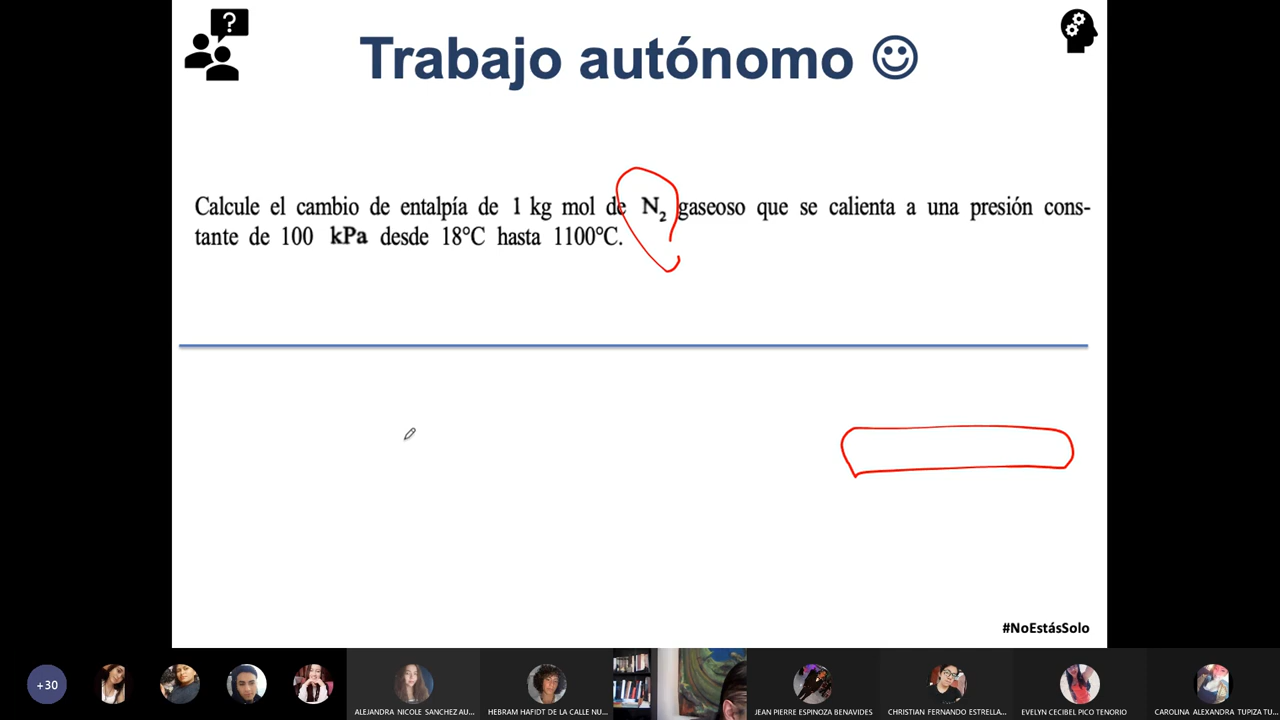 ?
Trabajo autónomo ☺
Calcule el cambio de entalpía de 1 kg mol de N₂ gaseoso que se calienta a una presión cons-
tante de 100 kPa desde 18°C hasta 1100°C.
#NoEstásSolo
+30
ALEJANDRA NICOLE SANCHEZ AU...
HEBRAM HAFIDT DE LA CALLE NU...
JEAN PIERRE ESPINOZA BENAVIDES
CHRISTIAN FERNANDO ESTRELLA...
EVELYN CECIBEL PICO TENORIO
CAROLINA ALEXANDRA TUPIZA TU...